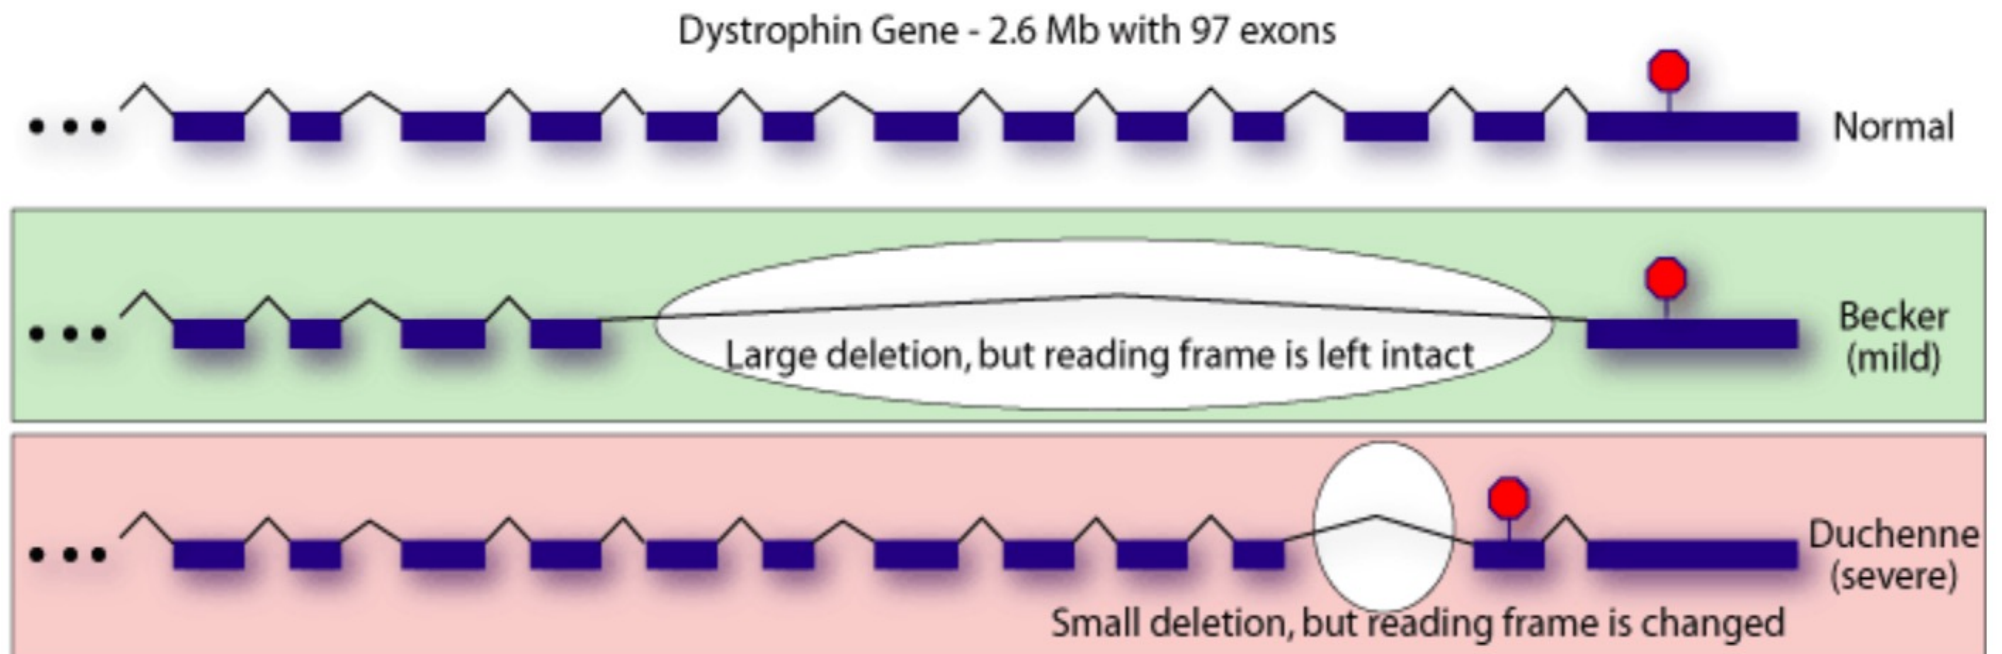 Dystrophin Gene - 2.6 Mb with 97 exons
Normal
Large deletion, but reading frame is left intact
Becker
(mild)
Duchenne
(severe)
Small deletion, but reading frame is changed